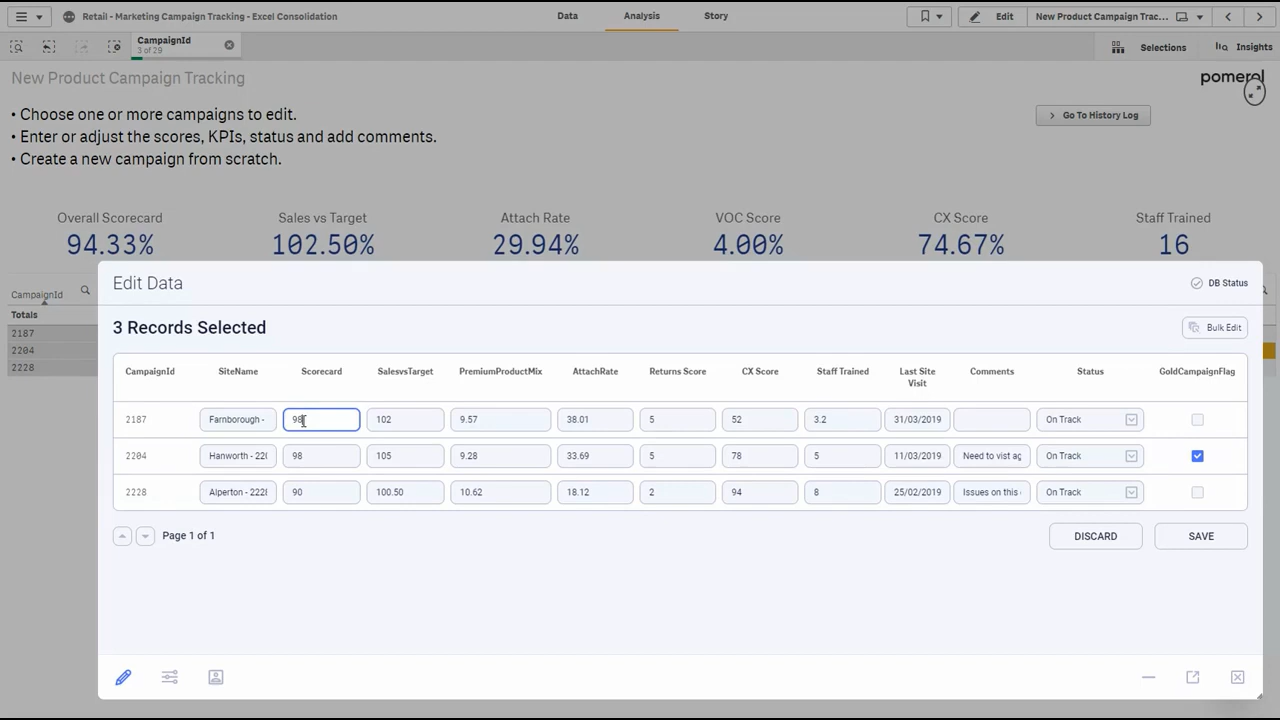 Retail - Marketing Campaign Tracking - Excel Consolidation
Data
Analysis
Story
Edit
New Product Campaign Trac...
CampaignId
3 of 29
Selections
Insights
New Product Campaign Tracking
pomerol
• Choose one or more campaigns to edit.
• Enter or adjust the scores, KPIs, status and add comments.
• Create a new campaign from scratch.
Go To History Log
Overall Scorecard
94.33%
Sales vs Target
102.50%
Attach Rate
29.94%
VOC Score
4.00%
CX Score
74.67%
Staff Trained
16
CampaignId
Totals
2187
2204
2228
Edit Data
DB Status
3 Records Selected
Bulk Edit
CampaignId SiteName Scorecard SalesvsTarget PremiumProductMix AttachRate Returns Score CX Score Staff Trained Last Site Visit Comments Status GoldCampaignFlag
2187 Farnborough - 98 102 9.57 38.01 5 52 3.2 31/03/2019 On Track
2204 Hanworth - 220 98 105 9.28 33.69 5 78 5 11/03/2019 Need to vist ag On Track
2228 Alperton - 2228 90 100.50 10.62 18.12 2 94 8 25/02/2019 Issues on this On Track
Page 1 of 1
DISCARD
SAVE